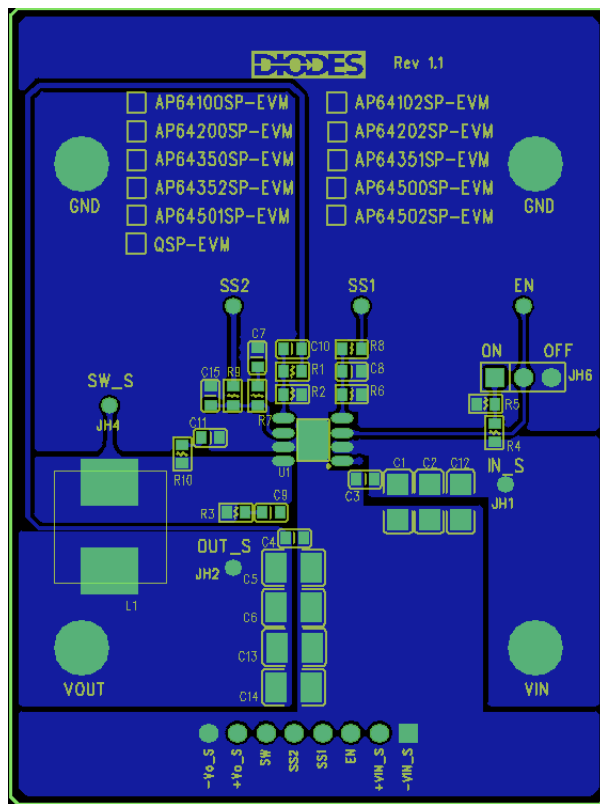 DIODES Rev 1.1
AP64100SP-EVM AP64102SP-EVM
AP64200SP-EVM AP64202SP-EVM
AP64350SP-EVM AP64351SP-EVM
AP64352SP-EVM AP64500SP-EVM
AP64501SP-EVM AP64502SP-EVM
QSP-EVM
GND GND
SS2 SS1 EN
C7
C10 R8
ON OFF
R1 C8
JH6
SW_S
C15 R9
R2 R6
R5
JH4
C11 R7
R4
U1
R10
C3 C1 C2 C12 IN_S
JH1
C9
R3
C4
OUT_S
JH2
C5
L1
C6
C13
C14
VOUT VIN
-Vo_S +Vo_S SW SS2 SS1 EN +VIN_S -VIN_S